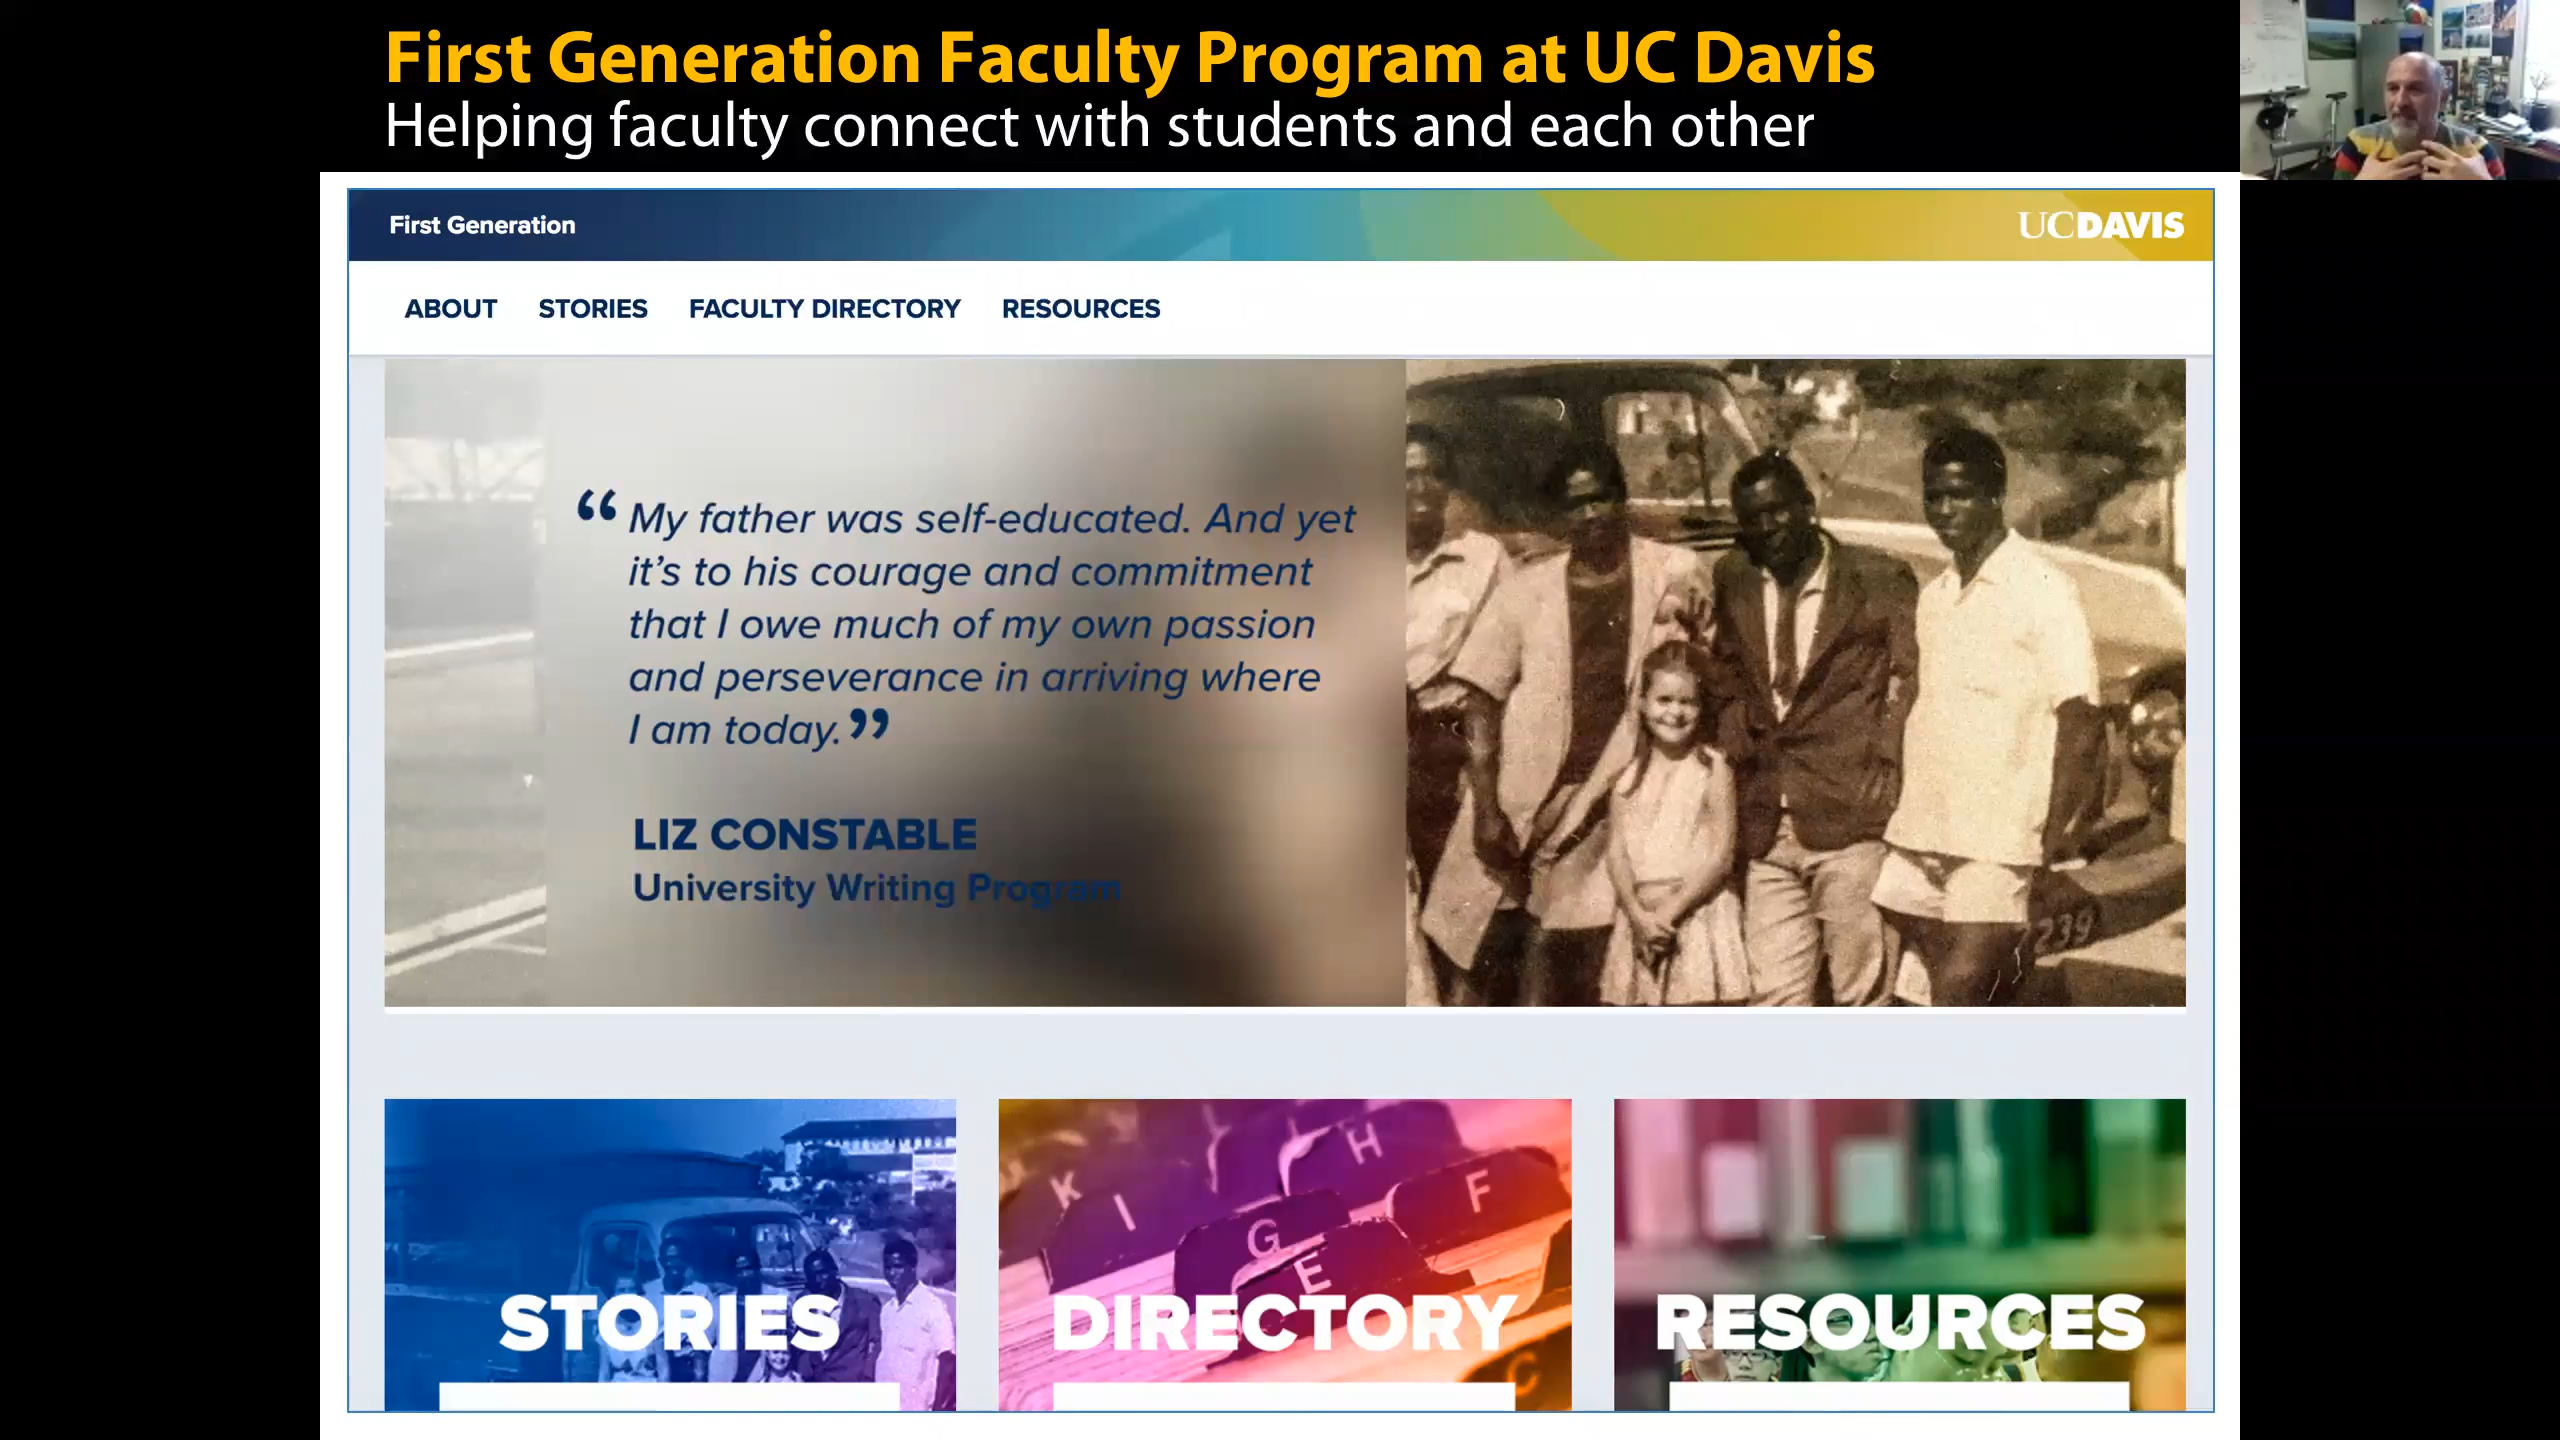 First Generation Faculty Program at UC Davis
Helping faculty connect with students and each other
First Generation
UCDAVIS
ABOUT STORIES FACULTY DIRECTORY RESOURCES
“ My father was self-educated. And yet
it’s to his courage and commitment
that I owe much of my own passion
and perseverance in arriving where
I am today. ”
LIZ CONSTABLE
University Writing Program
239
K I G H E F C
STORIES DIRECTORY RESOURCES